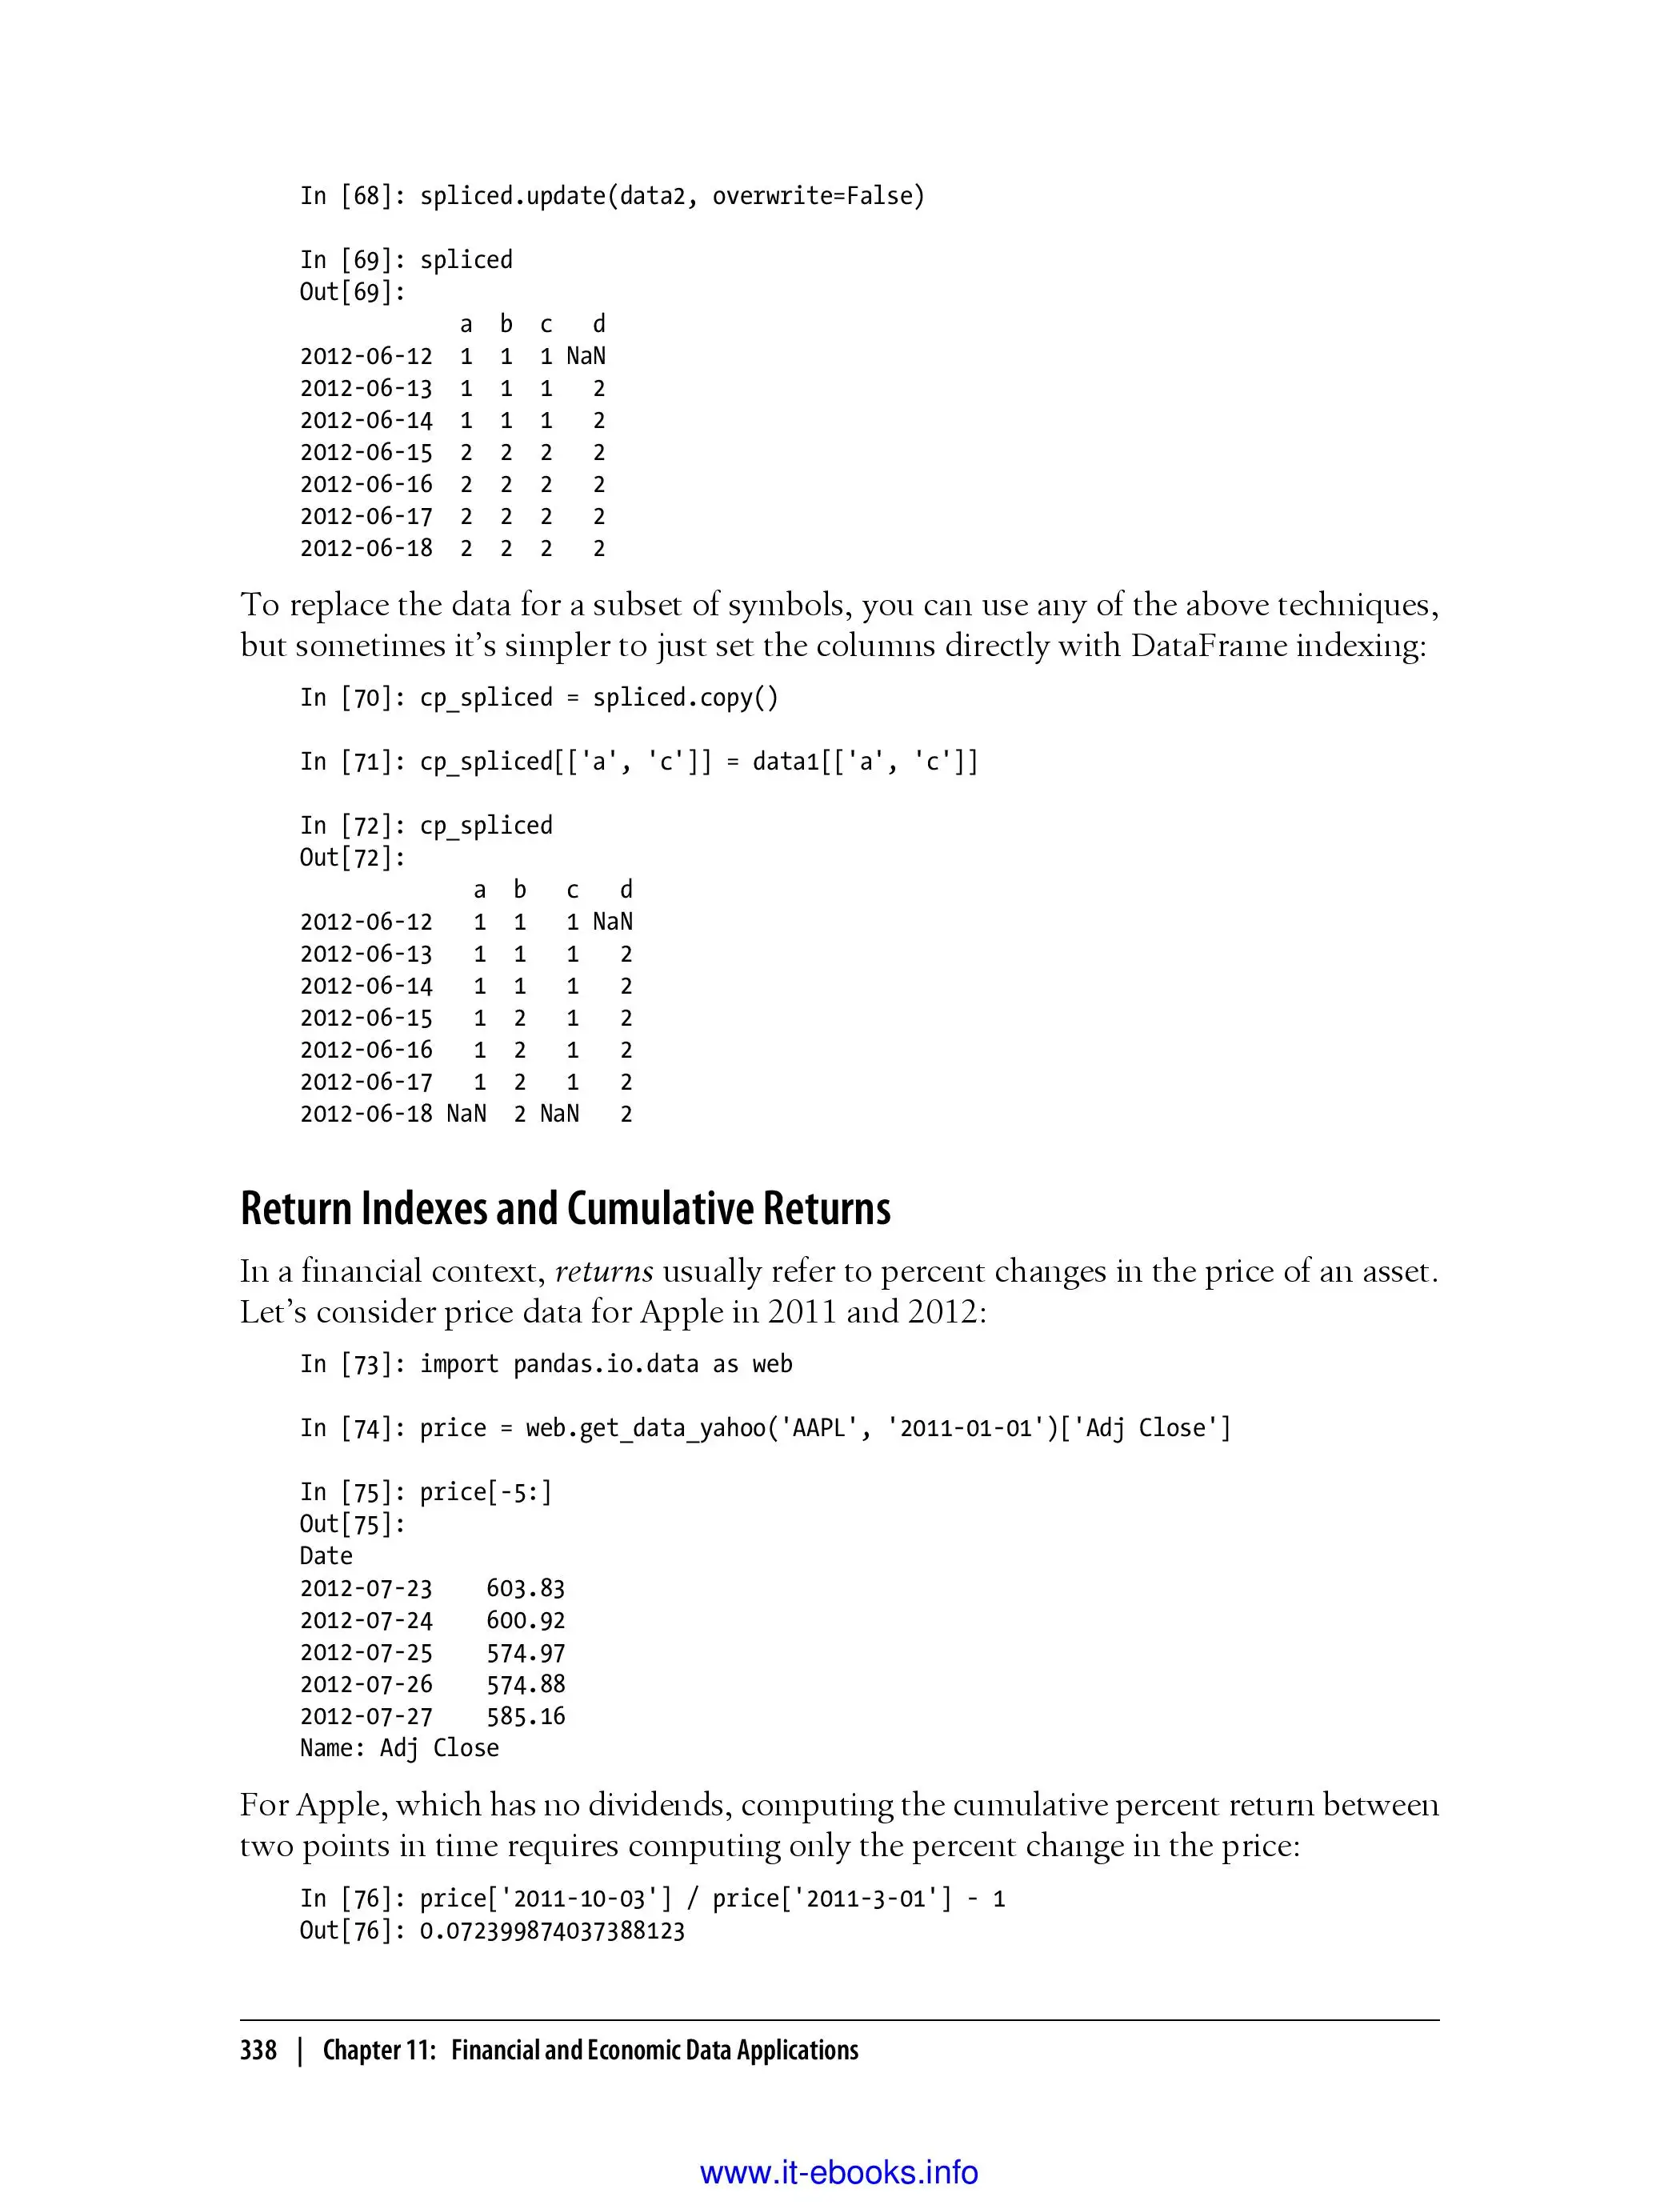 In [68]: spliced.update(data2, overwrite=False)
In [69]: spliced
Out[69]:
            a  b  c   d
2012-06-12  1  1  1 NaN
2012-06-13  1  1  1   2
2012-06-14  1  1  1   2
2012-06-15  2  2  2   2
2012-06-16  2  2  2   2
2012-06-17  2  2  2   2
2012-06-18  2  2  2   2
To replace the data for a subset of symbols, you can use any of the above techniques,
but sometimes it's simpler to just set the columns directly with DataFrame indexing:
In [70]: cp_spliced = spliced.copy()
In [71]: cp_spliced[['a', 'c']] = data1[['a', 'c']]
In [72]: cp_spliced
Out[72]:
             a  b   c   d
2012-06-12   1  1   1 NaN
2012-06-13   1  1   1   2
2012-06-14   1  1   1   2
2012-06-15   1  2   1   2
2012-06-16   1  2   1   2
2012-06-17   1  2   1   2
2012-06-18 NaN  2 NaN   2
Return Indexes and Cumulative Returns
In a financial context, returns usually refer to percent changes in the price of an asset.
Let's consider price data for Apple in 2011 and 2012:
In [73]: import pandas.io.data as web
In [74]: price = web.get_data_yahoo('AAPL', '2011-01-01')['Adj Close']
In [75]: price[-5:]
Out[75]:
Date
2012-07-23    603.83
2012-07-24    600.92
2012-07-25    574.97
2012-07-26    574.88
2012-07-27    585.16
Name: Adj Close
For Apple, which has no dividends, computing the cumulative percent return between
two points in time requires computing only the percent change in the price:
In [76]: price['2011-10-03'] / price['2011-3-01'] - 1
Out[76]: 0.072399874037388123
338 | Chapter 11: Financial and Economic Data Applications
www.it-ebooks.info